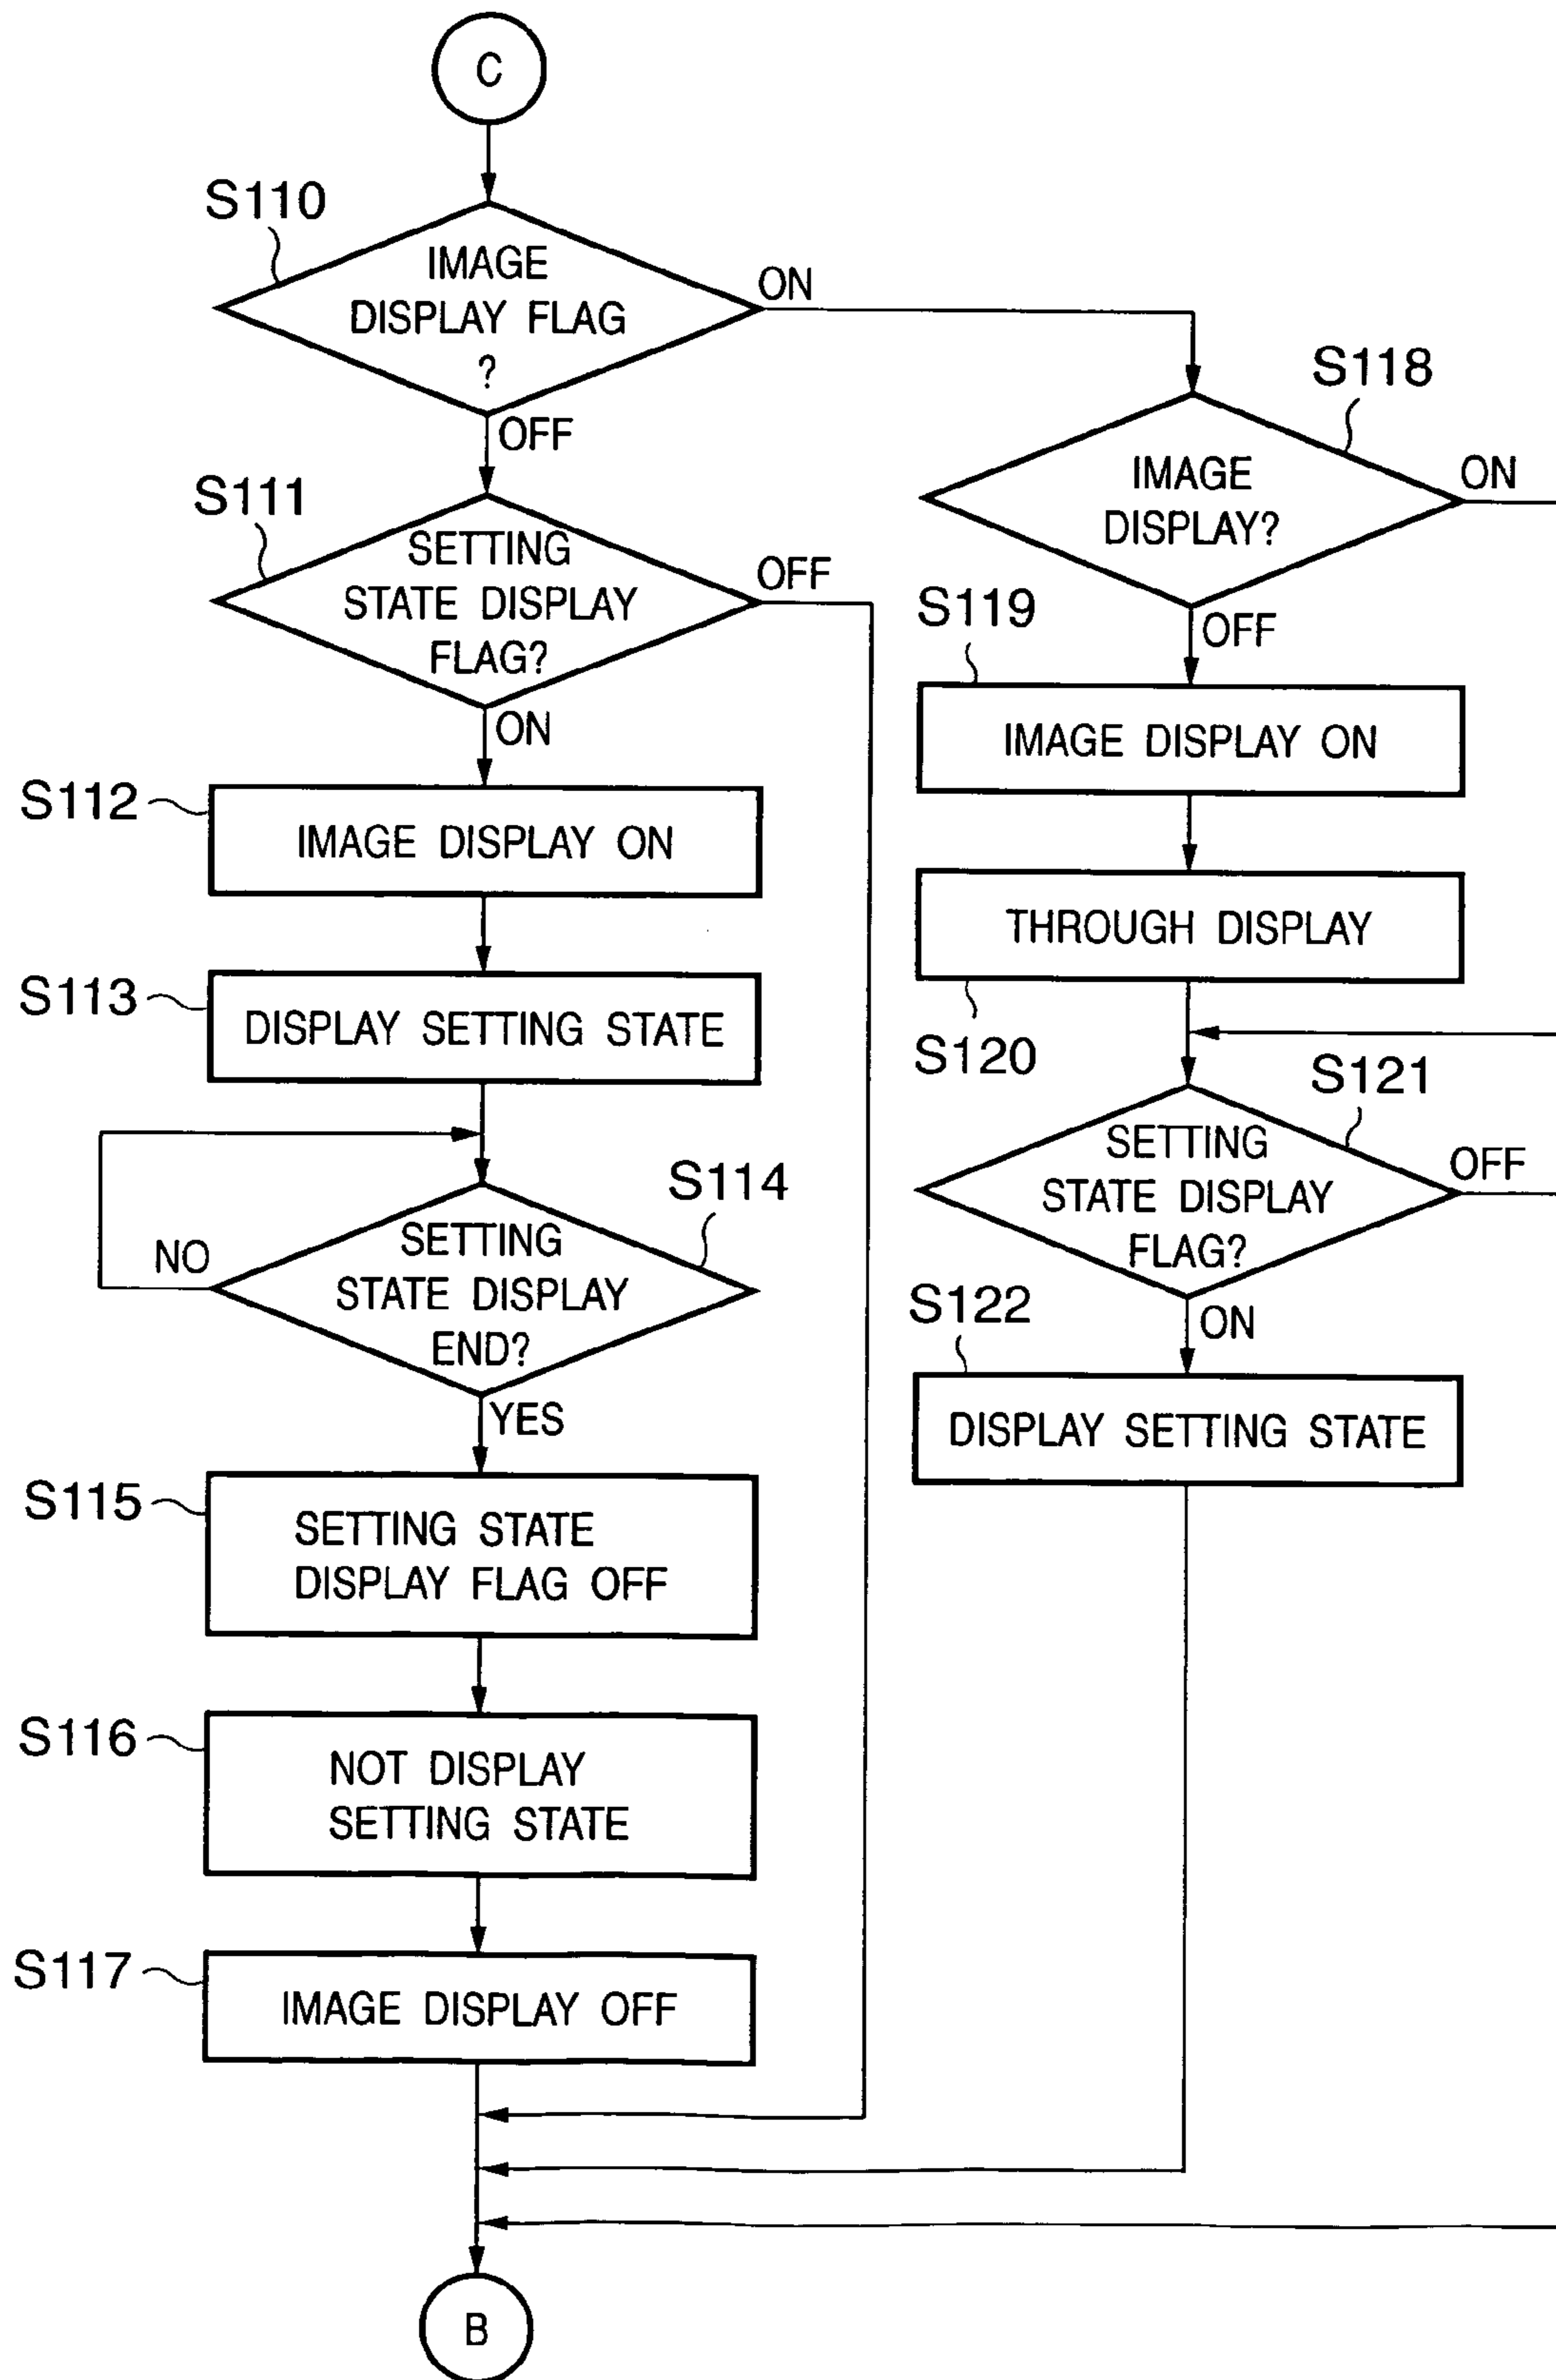 C
S110
IMAGE
DISPLAY FLAG
?
ON
OFF
S111
SETTING
STATE DISPLAY
FLAG?
OFF
ON
S112
IMAGE DISPLAY ON
S113
DISPLAY SETTING STATE
S114
SETTING
STATE DISPLAY
END?
NO
YES
S115
SETTING STATE
DISPLAY FLAG OFF
S116
NOT DISPLAY
SETTING STATE
S117
IMAGE DISPLAY OFF
B
S118
IMAGE
DISPLAY?
ON
OFF
S119
IMAGE DISPLAY ON
THROUGH DISPLAY
S120
S121
SETTING
STATE DISPLAY
FLAG?
OFF
ON
S122
DISPLAY SETTING STATE